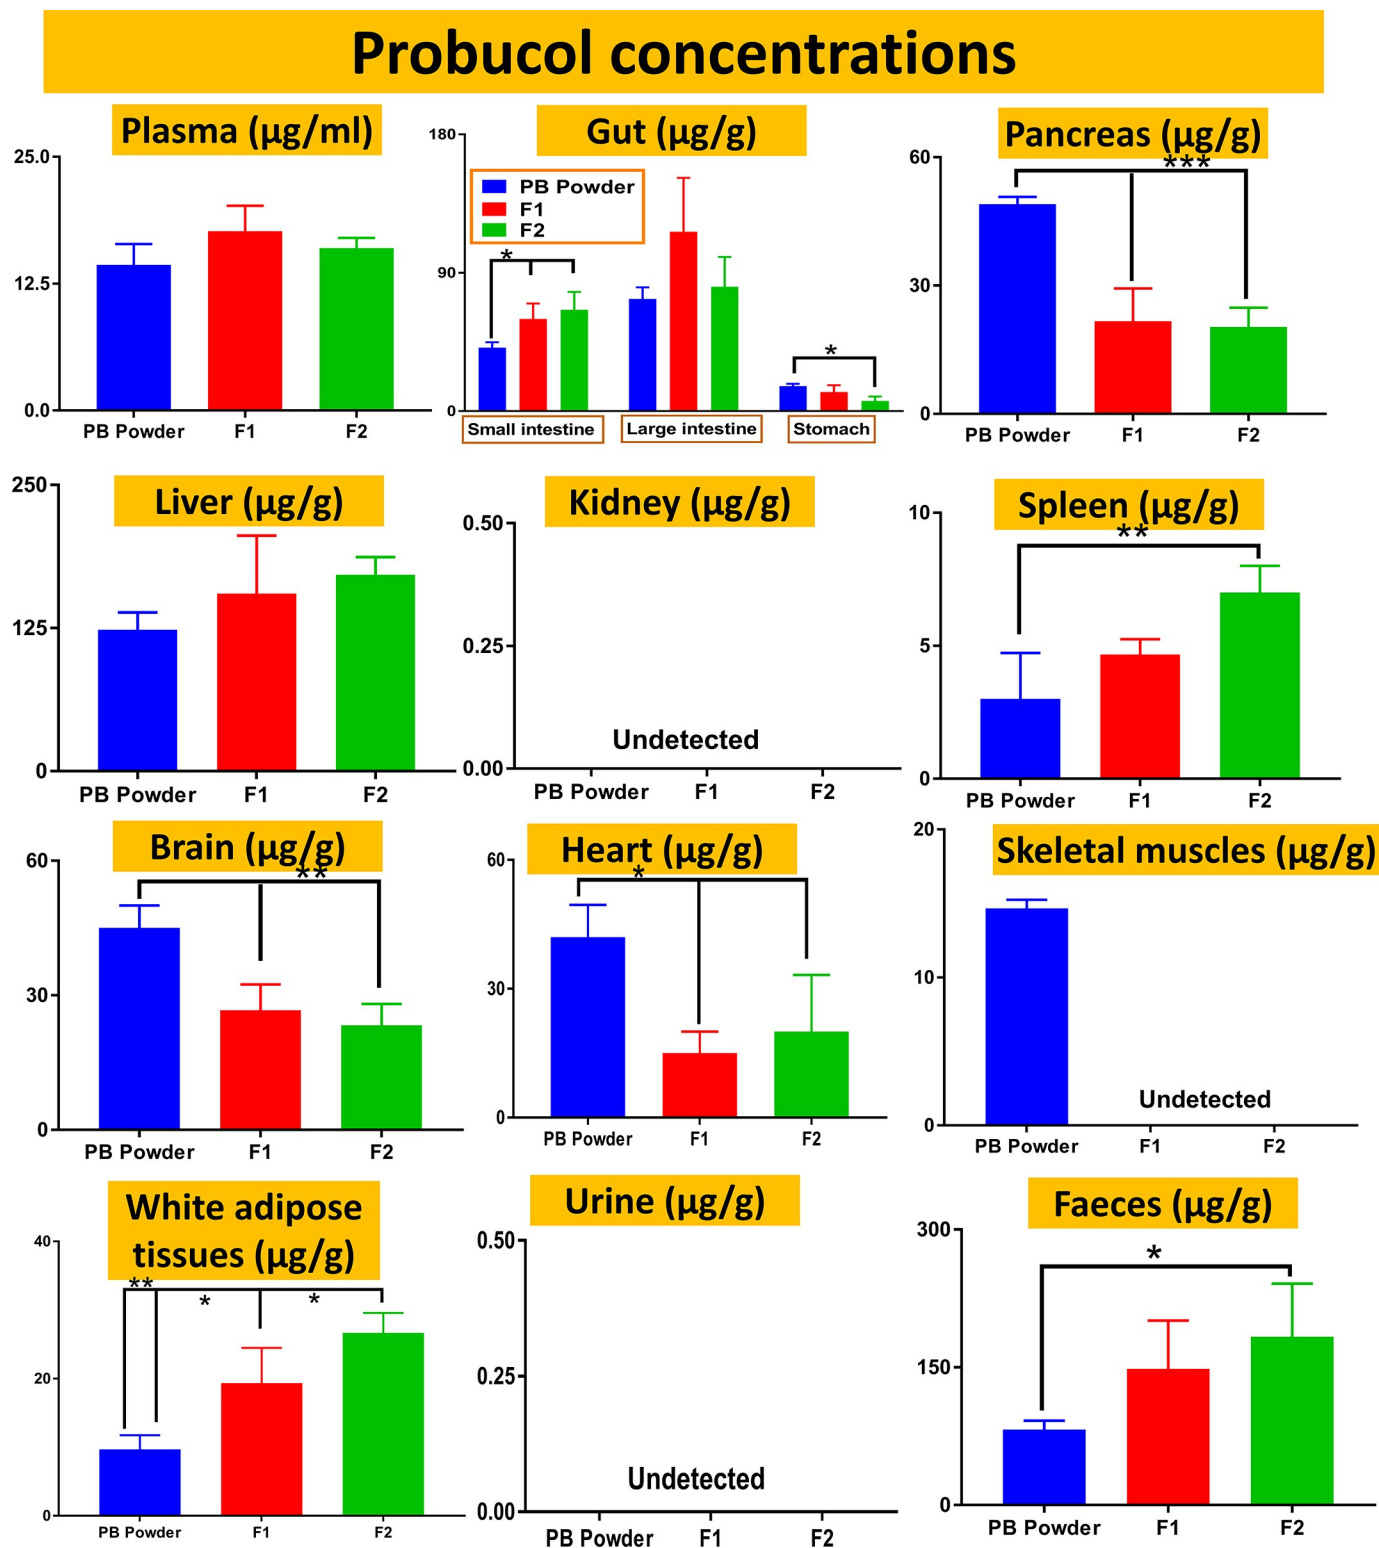 Probucol concentrations
Plasma (µg/ml)
25.0
12.5
0.0
PB Powder F1 F2
Gut (µg/g)
180
90
0
PB Powder
F1
F2
*
*
Small intestine Large intestine Stomach
Pancreas (µg/g)
***
60
30
0
PB Powder F1 F2
Liver (µg/g)
250
125
0
PB Powder F1 F2
Kidney (µg/g)
0.50
0.25
0.00
Undetected
PB Powder F1 F2
Spleen (µg/g)
**
10
5
0
PB Powder F1 F2
Brain (µg/g)
**
60
30
0
PB Powder F1 F2
Heart (µg/g)
*
60
30
0
PB Powder F1 F2
Skeletal muscles (µg/g)
20
10
0
Undetected
PB Powder F1 F2
White adipose
tissues (µg/g)
**
* *
40
20
0
PB Powder F1 F2
Urine (µg/g)
0.50
0.25
0.00
Undetected
PB Powder F1 F2
Faeces (µg/g)
*
300
150
0
PB Powder F1 F2